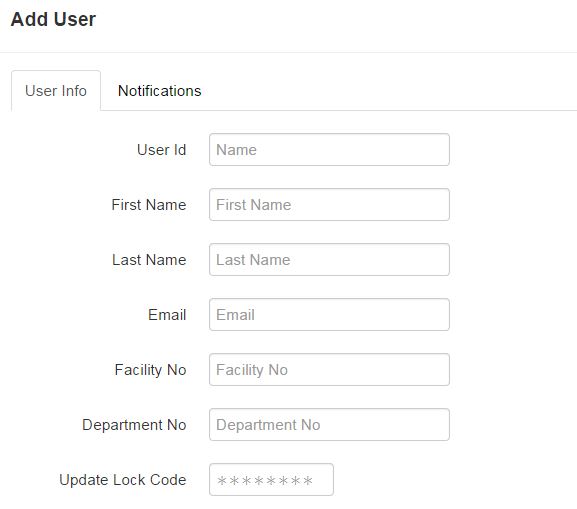 Add User
User Info Notifications
User Id Name
First Name First Name
Last Name Last Name
Email Email
Facility No Facility No
Department No Department No
Update Lock Code ********